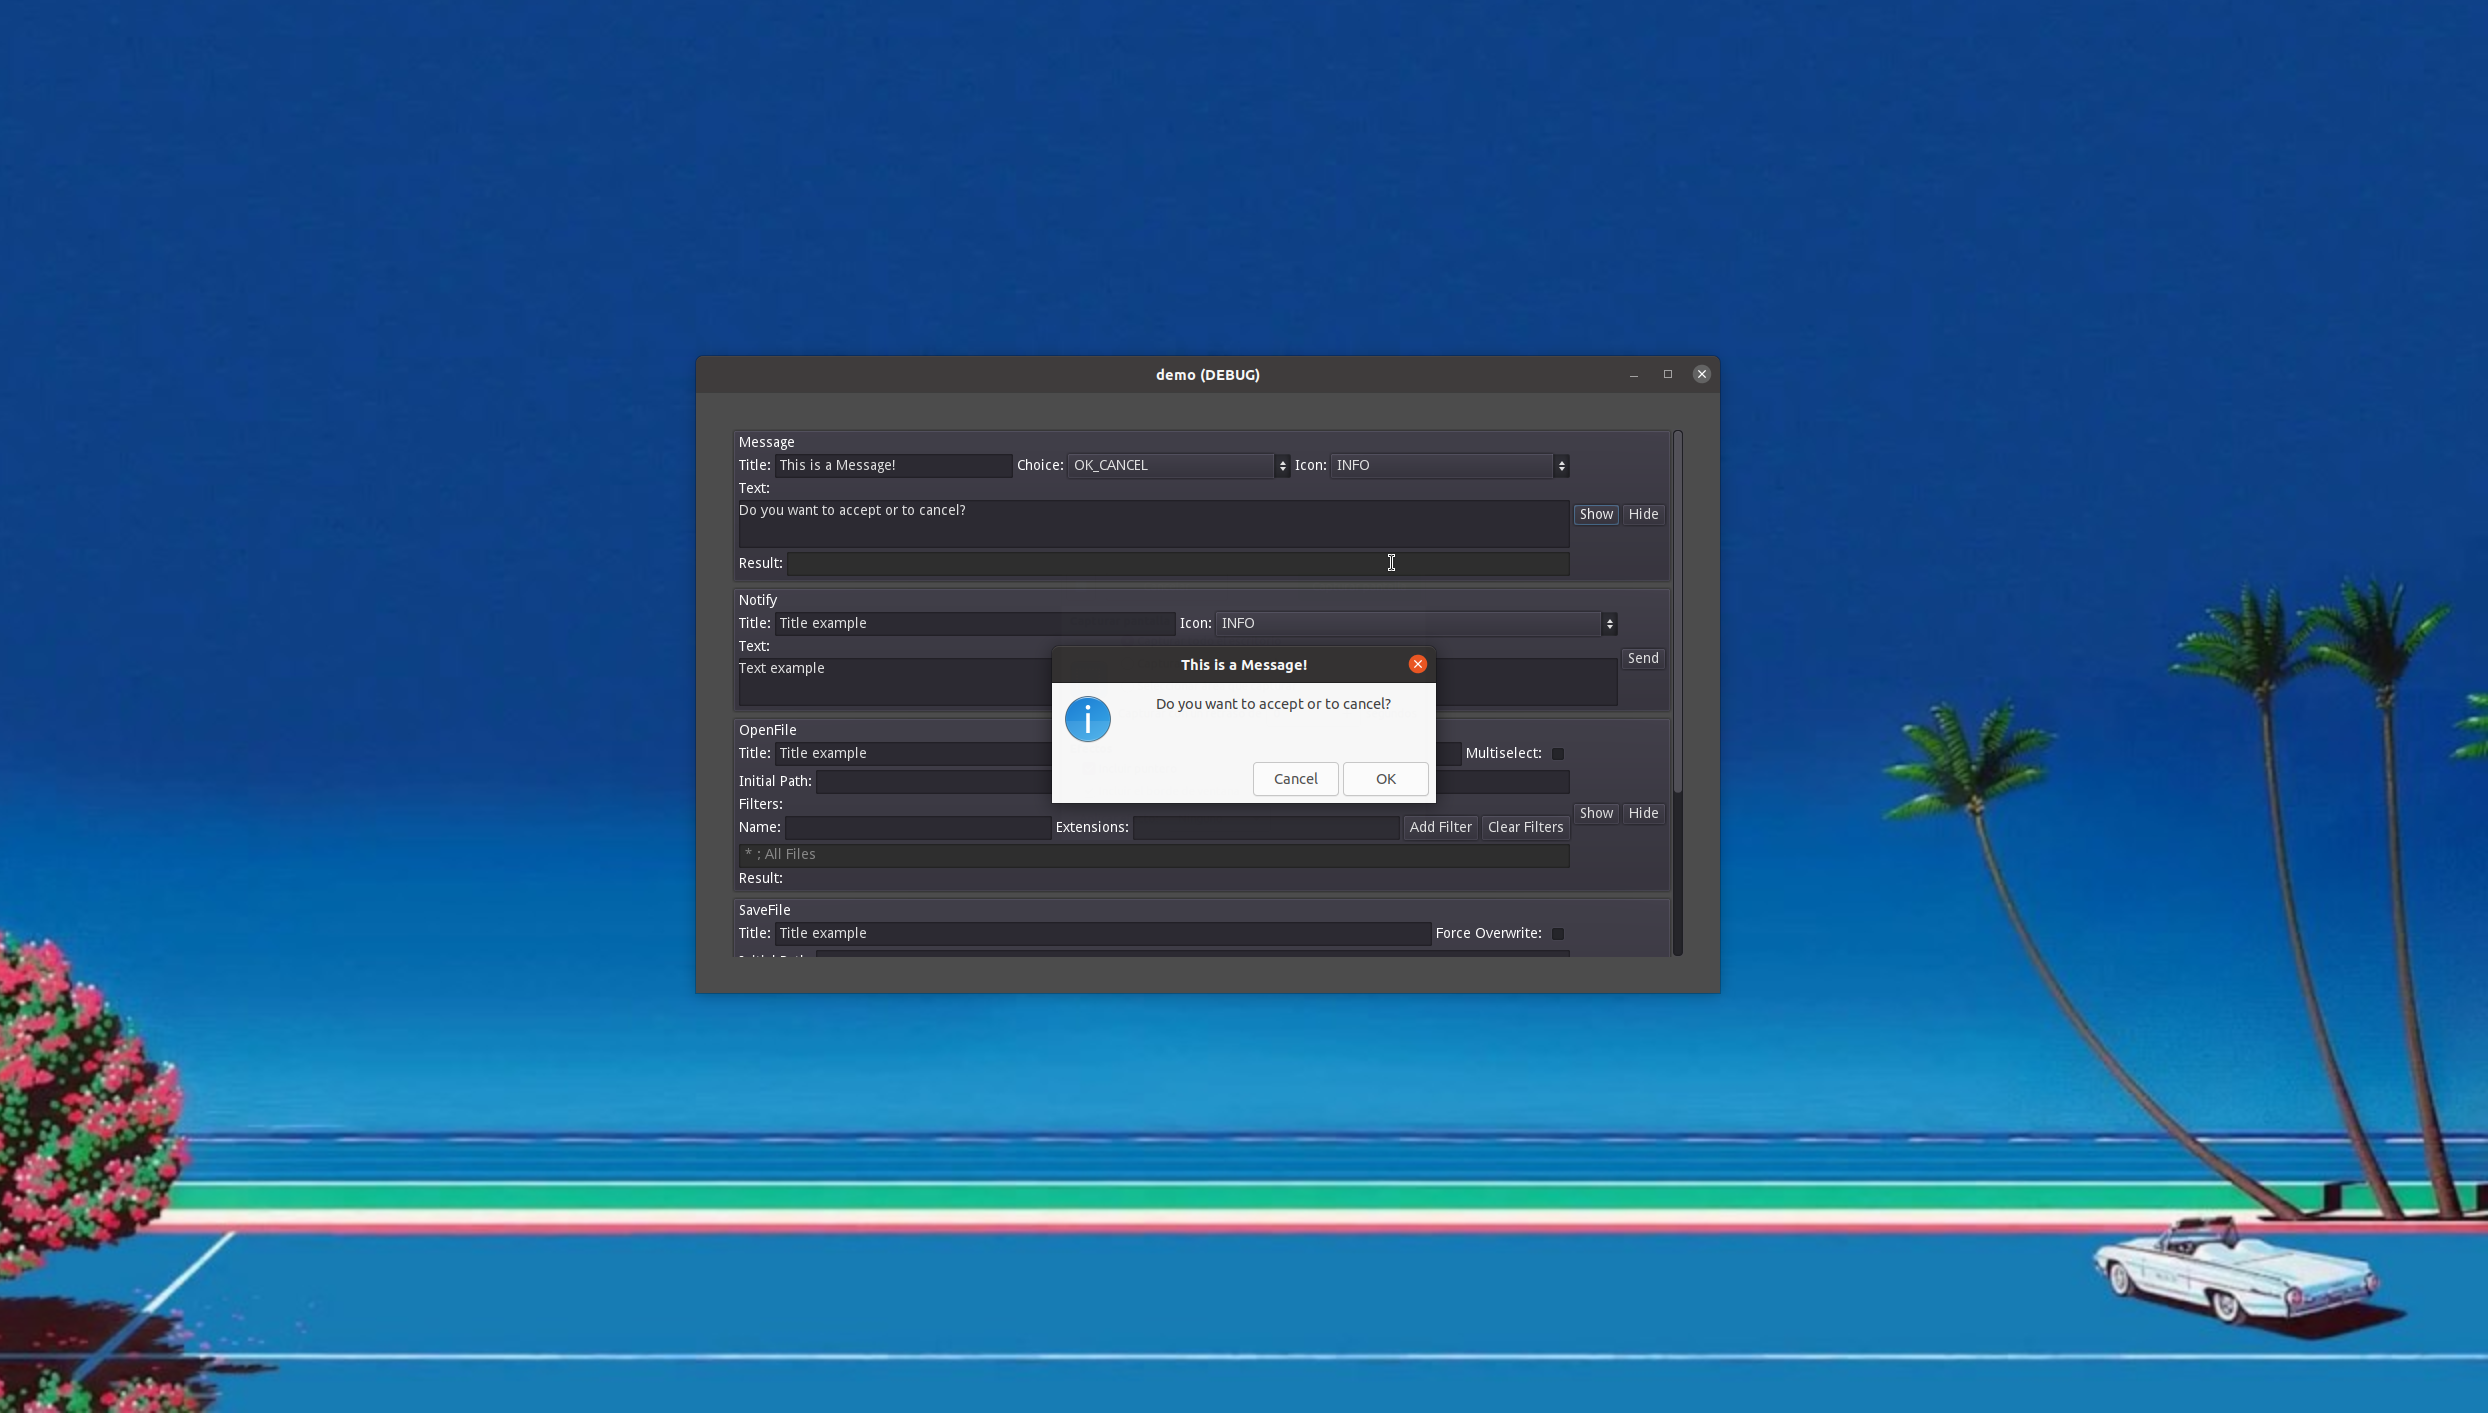 demo (DEBUG)
Message
Title: This is a Message! Choice: OK_CANCEL Icon: INFO
Text:
Do you want to accept or to cancel?
Show Hide
Result:
Notify
Title: Title example Icon: INFO
Text:
Text example
Send
This is a Message!
Do you want to accept or to cancel?
Cancel OK
OpenFile
Title: Title example Multiselect:
Initial Path:
Filters:
Show Hide
Name: Extensions: Add Filter Clear Filters
* ; All Files
Result:
SaveFile
Title: Title example Force Overwrite: